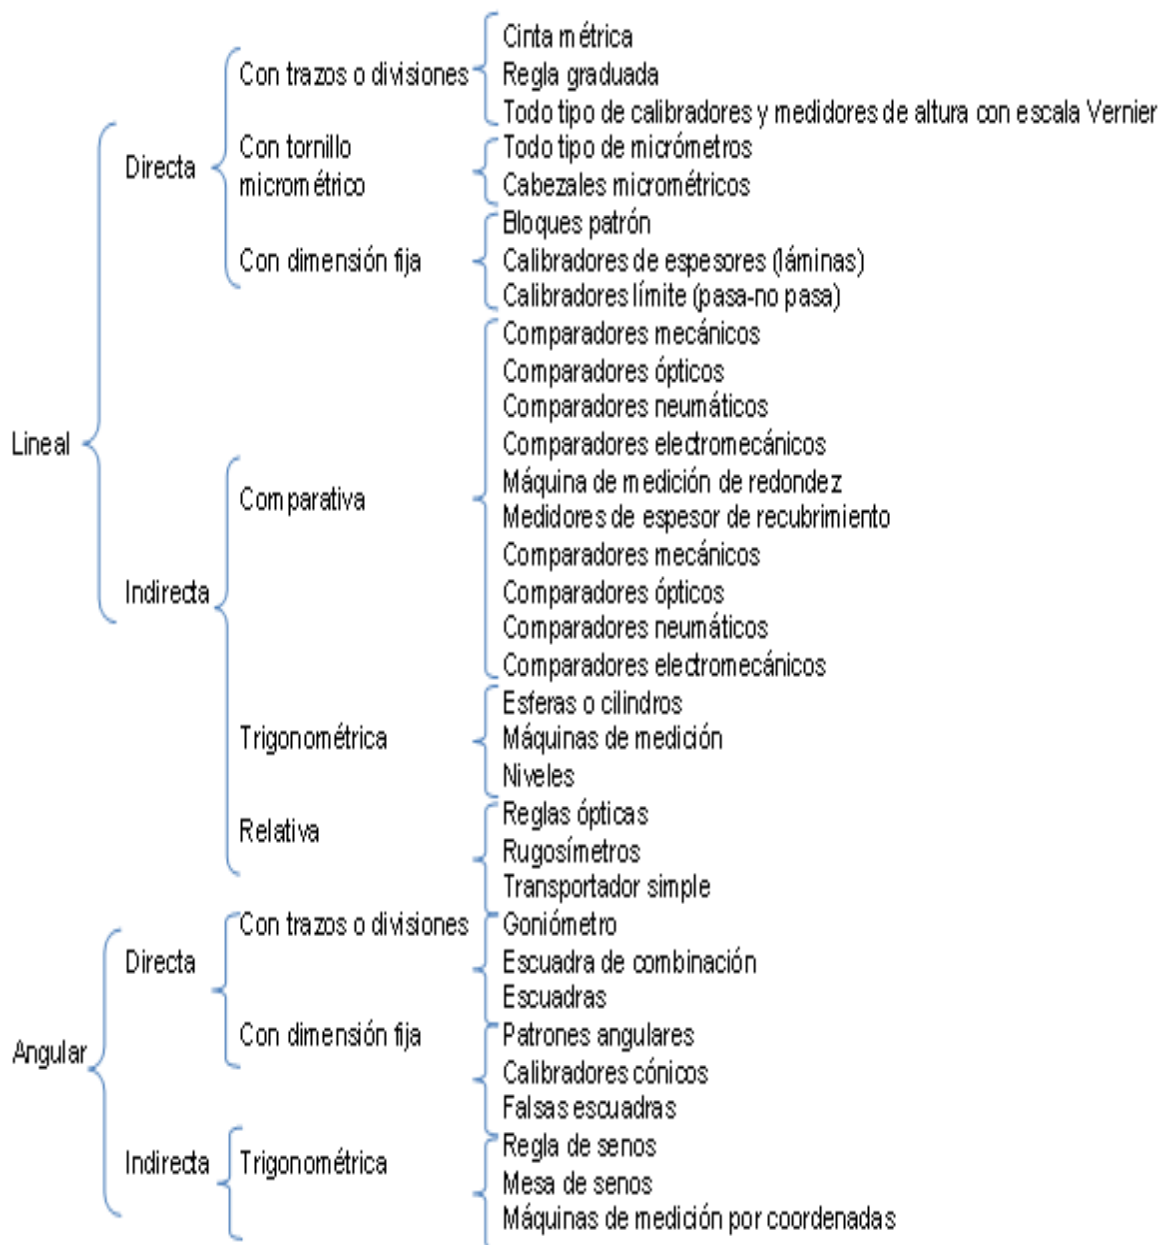 Cinta métrica
Con trazos o divisiones
Regla graduada
Todo tipo de calibradores y medidores de altura con escala Vernier
Directa
Con tornillo
micrométrico
Todo tipo de micrómetros
Cabezales micrométricos
Con dimensión fija
Bloques patrón
Calibradores de espesores (láminas)
Calibradores límite (pasa-no pasa)
Lineal
Indirecta
Comparativa
Comparadores mecánicos
Comparadores ópticos
Comparadores neumáticos
Comparadores electromecánicos
Máquina de medición de redondez
Medidores de espesor de recubrimiento
Comparadores mecánicos
Comparadores ópticos
Comparadores neumáticos
Comparadores electromecánicos
Trigonométrica
Esferas o cilindros
Máquinas de medición
Niveles
Relativa
Reglas ópticas
Rugosímetros
Transportador simple
Angular
Directa
Con trazos o divisiones
Goniómetro
Escuadra de combinación
Escuadras
Con dimensión fija
Patrones angulares
Calibradores cónicos
Falsas escuadras
Indirecta
Trigonométrica
Regla de senos
Mesa de senos
Máquinas de medición por coordenadas